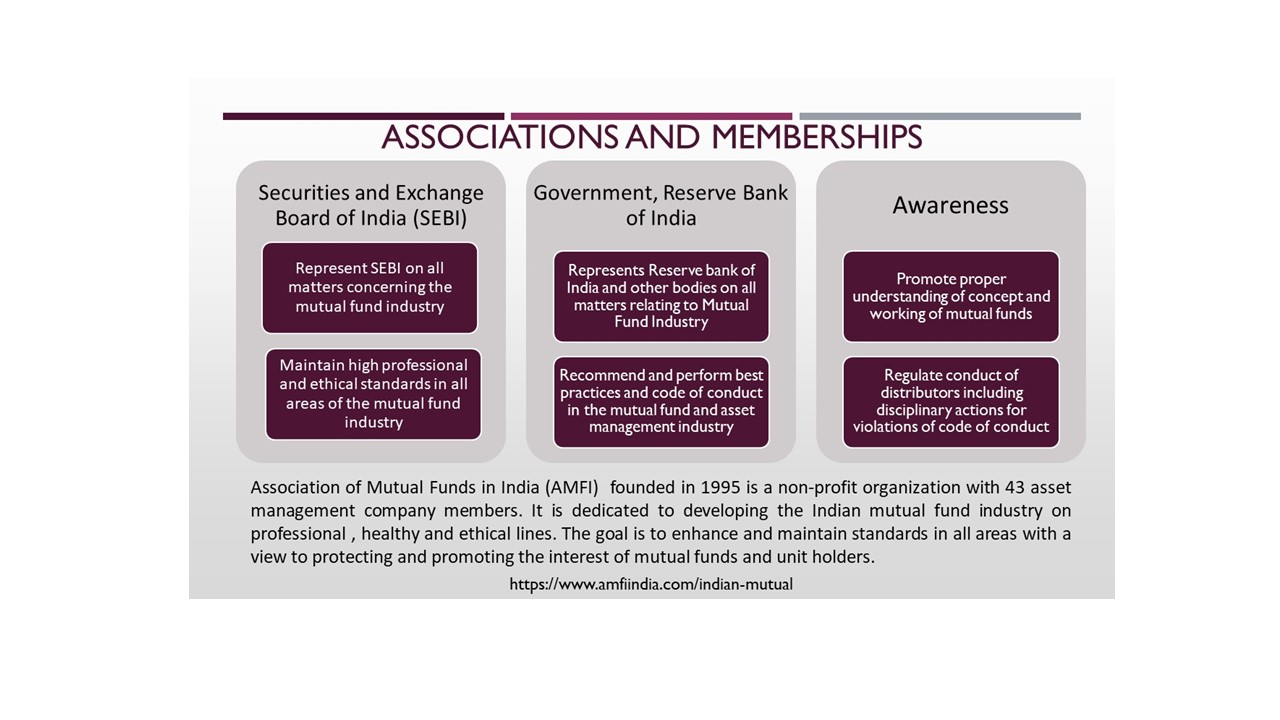 ASSOCIATIONS AND MEMBERSHIPS
Securities and Exchange
Board of India (SEBI)
Represent SEBI on all
matters concerning the
mutual fund industry
Maintain high professional
and ethical standards in all
areas of the mutual fund
industry
Government, Reserve Bank
of India
Represents Reserve bank of
India and other bodies on all
matters relating to Mutual
Fund Industry
Recommend and perform best
practices and code of conduct
in the mutual fund and asset
management industry
Awareness
Promote proper
understanding of concept and
working of mutual funds
Regulate conduct of
distributors including
disciplinary actions for
violations of code of conduct
Association of Mutual Funds in India (AMFI) founded in 1995 is a non-profit organization with 43 asset
management company members. It is dedicated to developing the Indian mutual fund industry on
professional , healthy and ethical lines. The goal is to enhance and maintain standards in all areas with a
view to protecting and promoting the interest of mutual funds and unit holders.
https://www.amfiindia.com/indian-mutual